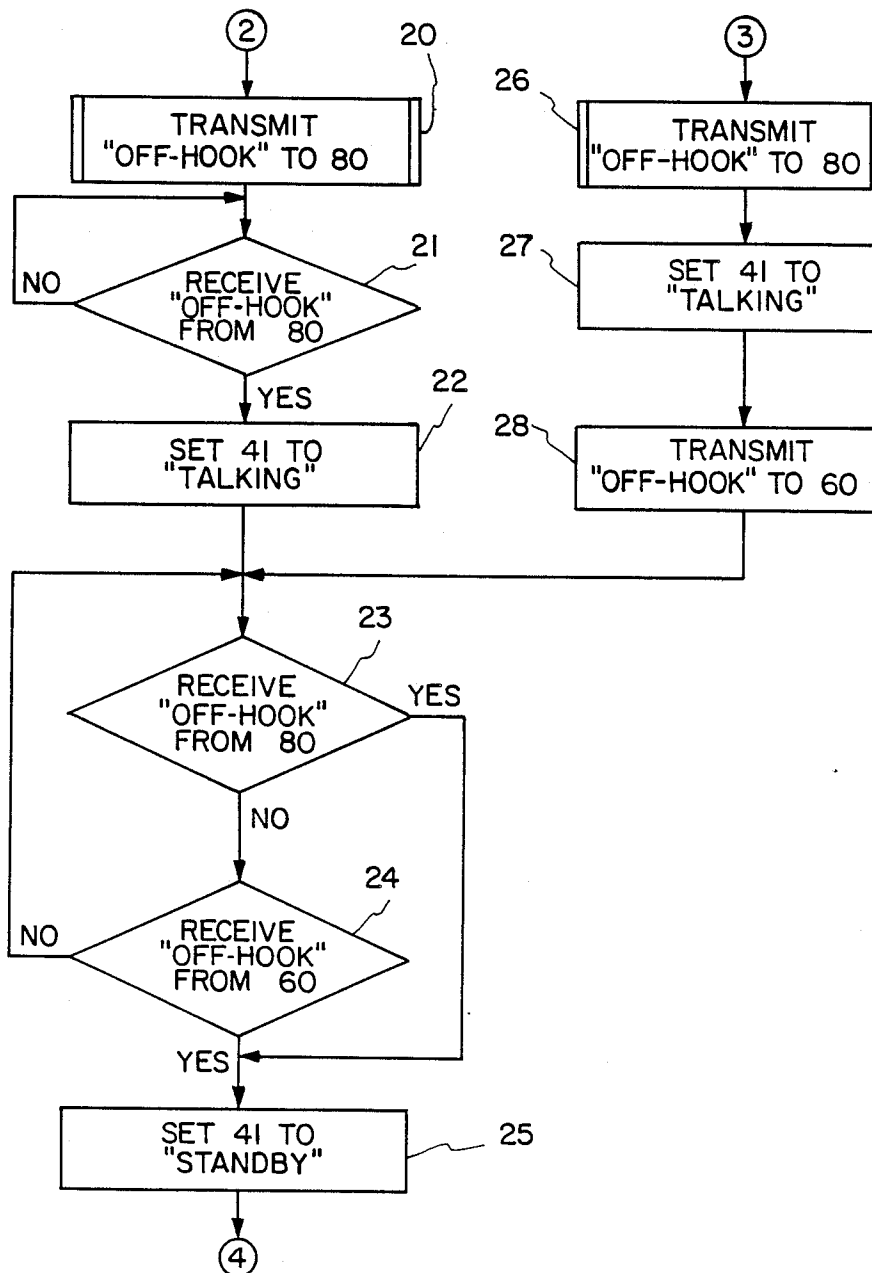 2
20
TRANSMIT
"OFF-HOOK" TO 80
21
NO
RECEIVE
"OFF-HOOK"
FROM 80
YES
22
SET 41 TO
"TALKING"
3
26
TRANSMIT
"OFF-HOOK" TO 80
27
SET 41 TO
"TALKING"
28
TRANSMIT
"OFF-HOOK" TO 60
23
RECEIVE
"OFF-HOOK"
FROM 80
YES
NO
24
NO
RECEIVE
"OFF-HOOK"
FROM 60
YES
SET 41 TO
"STANDBY"
25
4